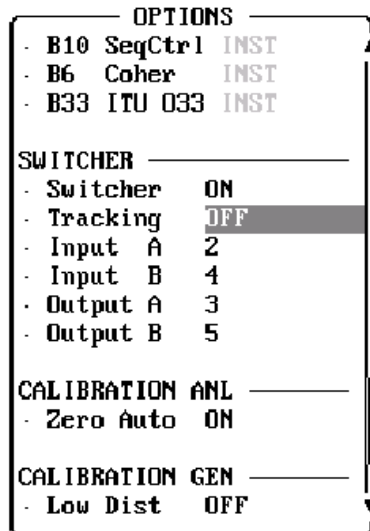 OPTIONS
· B10 SeqCtrl INST
· B6 Coher INST
· B33 ITU O33 INST
SWITCHER
· Switcher ON
· Tracking OFF
· Input A 2
· Input B 4
· Output A 3
· Output B 5
CALIBRATION ANL
· Zero Auto ON
CALIBRATION GEN
· Low Dist OFF